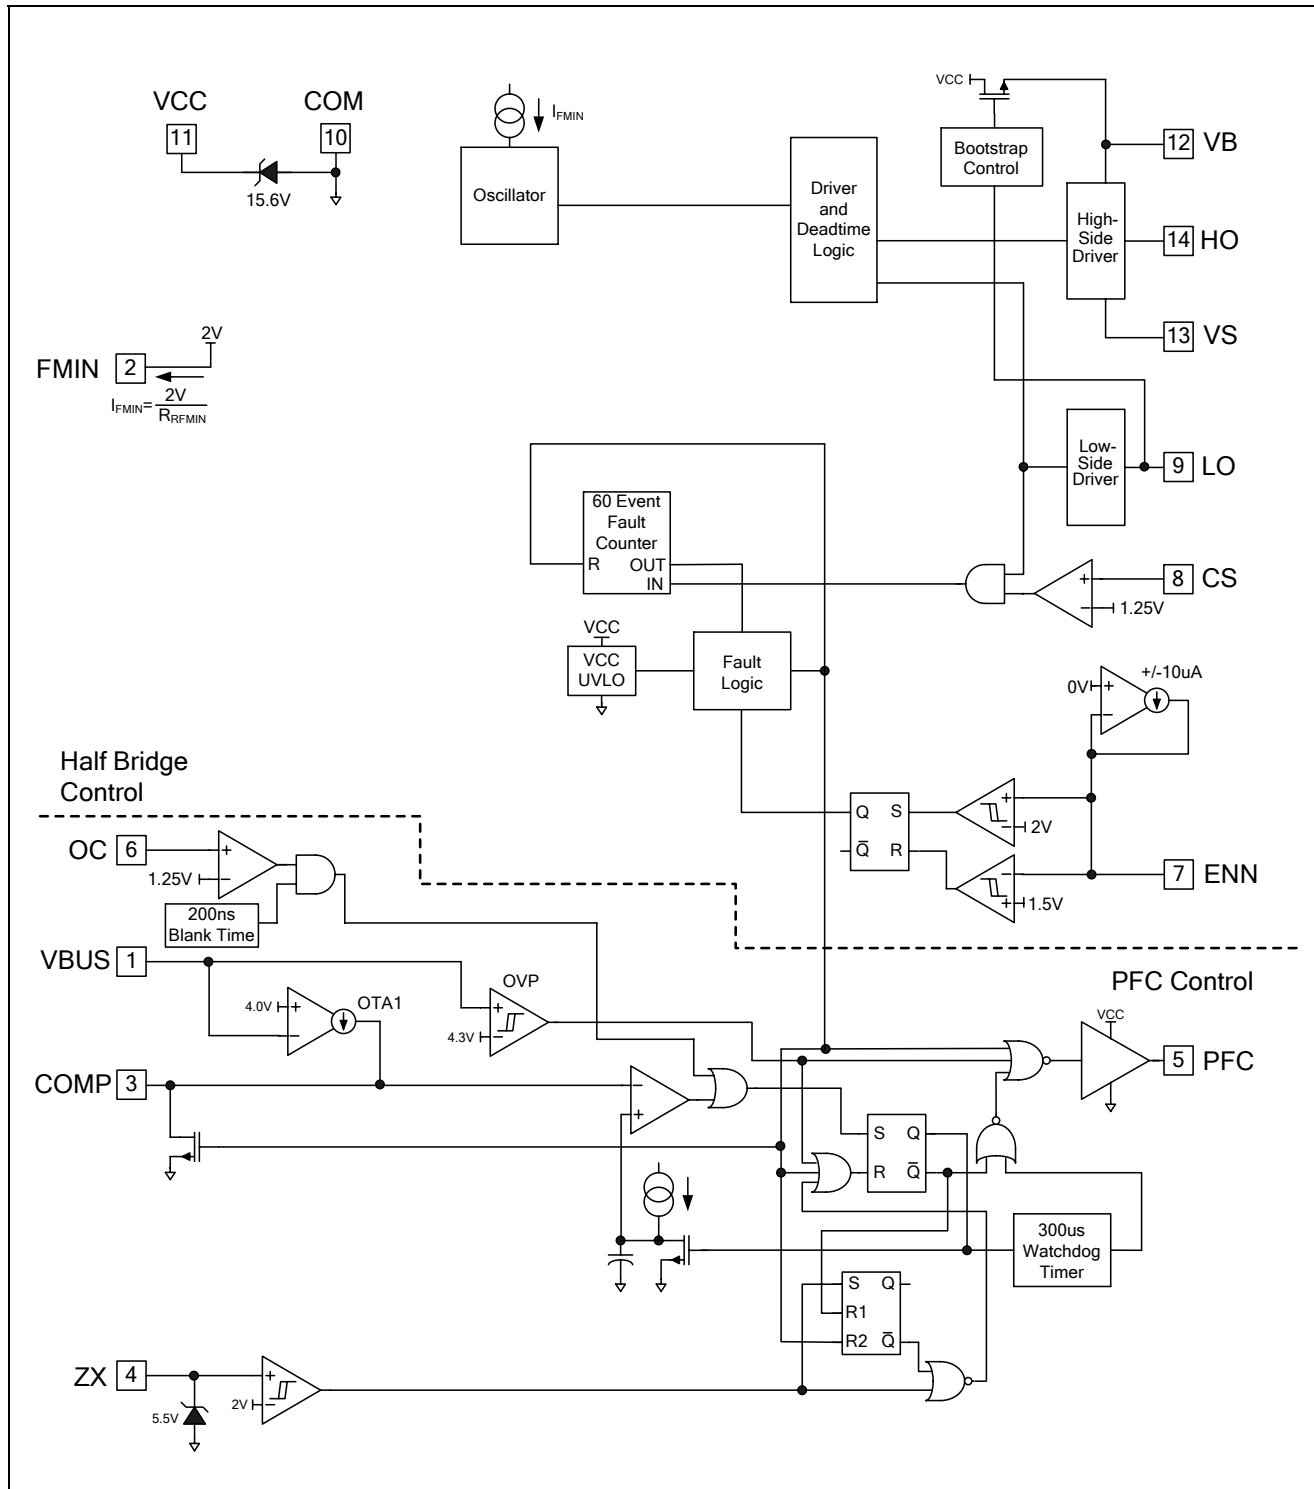 VCC
11
COM
10
15.6V
I_FMIN
Oscillator
Driver
and
Deadtime
Logic
VCC
Bootstrap
Control
High-
Side
Driver
12 VB
14 HO
13 VS
FMIN 2
2V
I_FMIN= 2V
R_RFMIN
Low-
Side
Driver
9 LO
60 Event
Fault
Counter
R OUT
IN
+
-
1.25V
8 CS
VCC
VCC
UVLO
Fault
Logic
0V
+
-
+/-10uA
Half Bridge
Control
Q S
Q̅ R
+
-
2V
-
+
1.5V
7 ENN
OC 6
+
-
1.25V
200ns
Blank Time
VBUS 1
4.0V
+
-
OTA1
OVP
+
-
4.3V
PFC Control
VCC
5 PFC
COMP 3
-
+
S Q
R Q̅
300us
Watchdog
Timer
S Q
R1
R2 Q̅
ZX 4
5.5V
+
-
2V